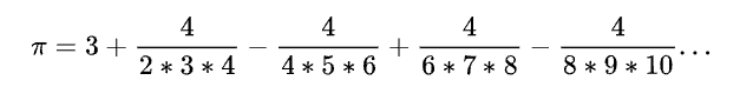 π = 3 + 4/(2 * 3 * 4) − 4/(4 * 5 * 6) + 4/(6 * 7 * 8) − 4/(8 * 9 * 10) ...